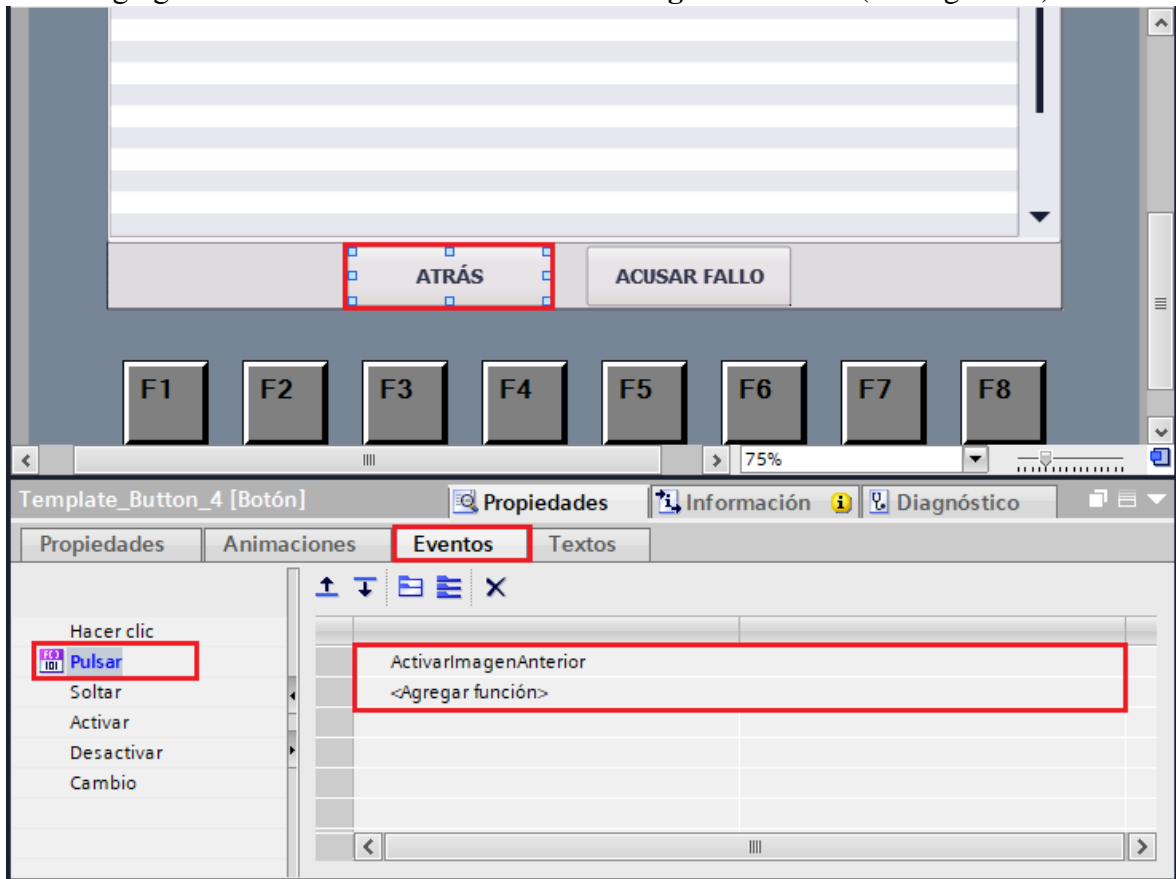 ATRÁS ACUSAR FALLO
F1 F2 F3 F4 F5 F6 F7 F8
75%
Template_Button_4 [Botón] Propiedades Información Diagnóstico
Propiedades Animaciones Eventos Textos
Hacer clic
Pulsar ActivarImagenAnterior
Soltar <Agregar función>
Activar
Desactivar
Cambio